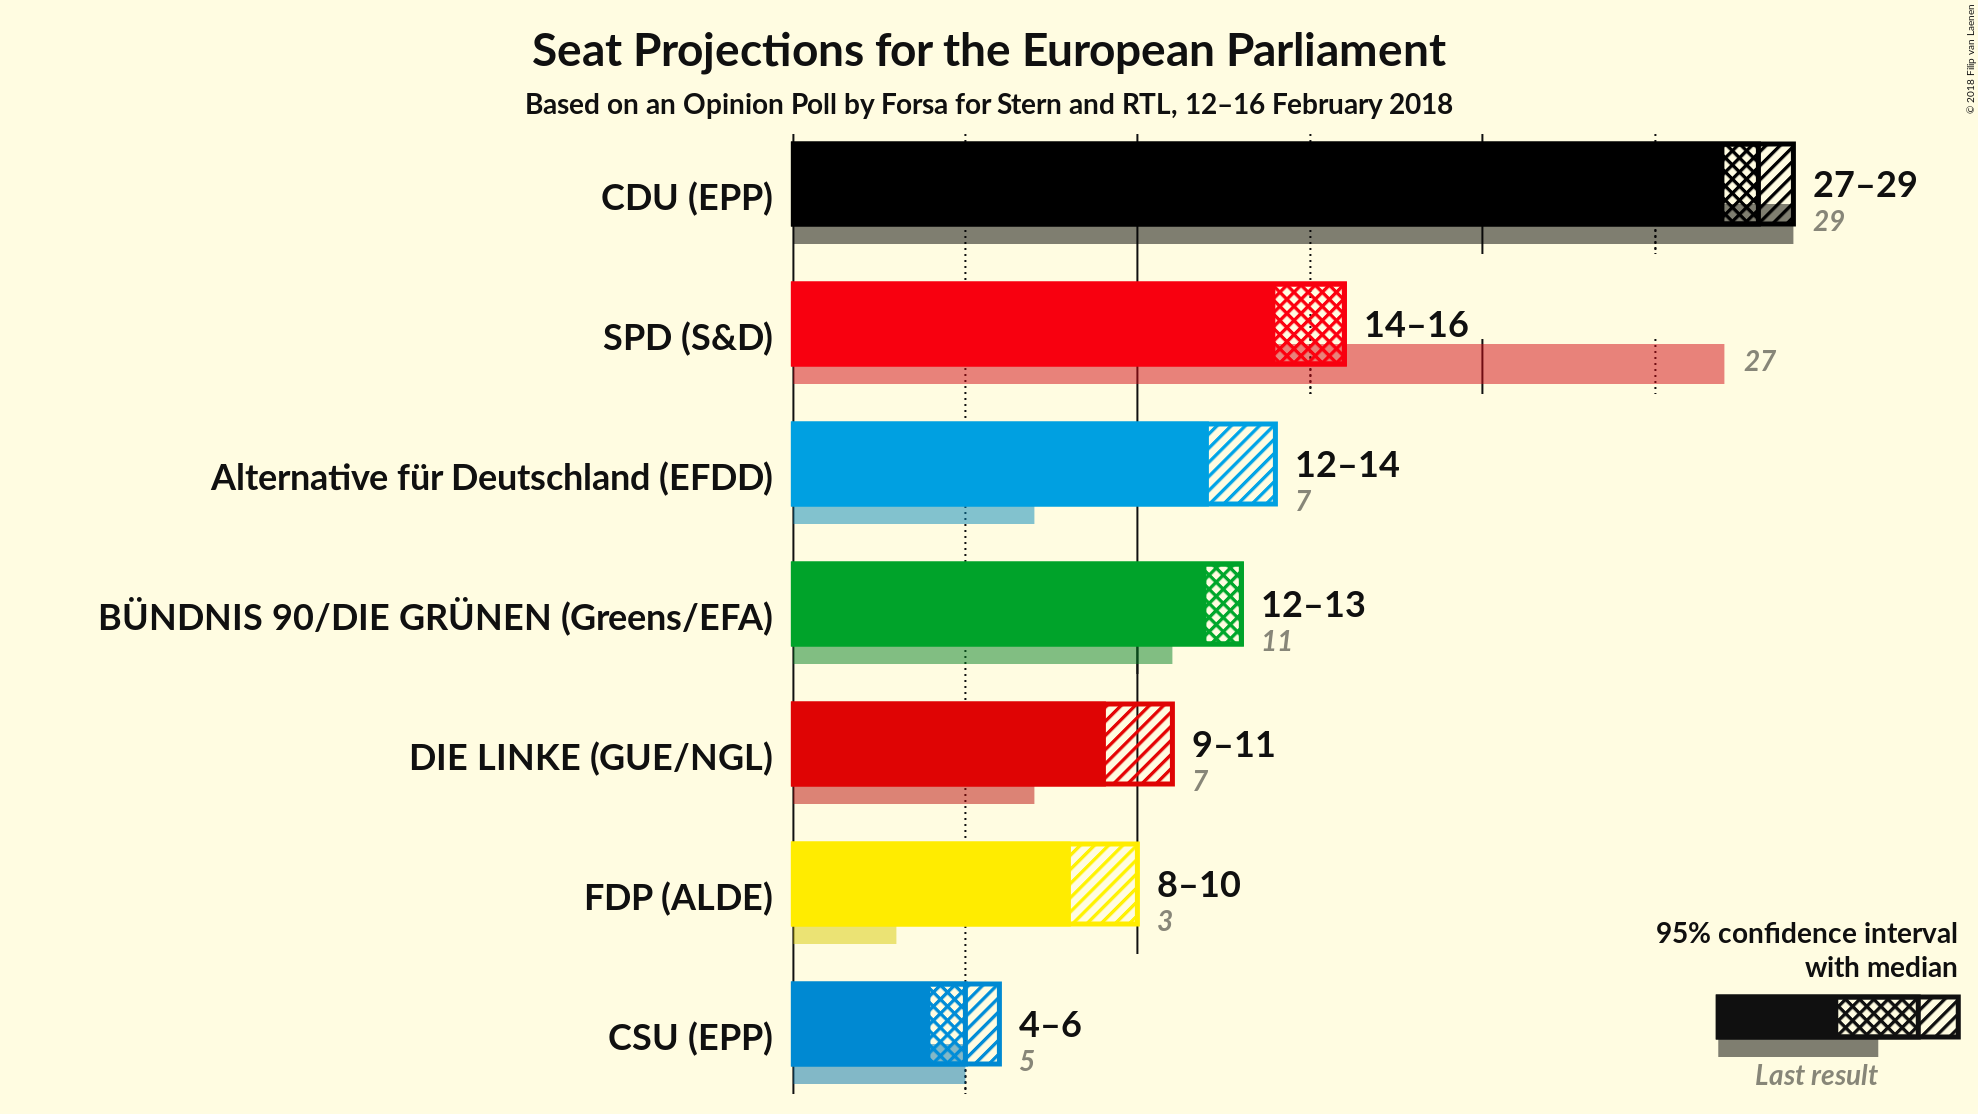 Seat Projections for the European Parliament
Based on an Opinion Poll by Forsa for Stern and RTL, 12–16 February 2018
© 2018 Filip van Laenen
CDU (EPP)
27–29
29
SPD (S&D)
14–16
27
Alternative für Deutschland (EFDD)
12–14
7
BÜNDNIS 90/DIE GRÜNEN (Greens/EFA)
12–13
11
DIE LINKE (GUE/NGL)
9–11
7
FDP (ALDE)
8–10
3
CSU (EPP)
4–6
5
95% confidence interval
with median
Last result